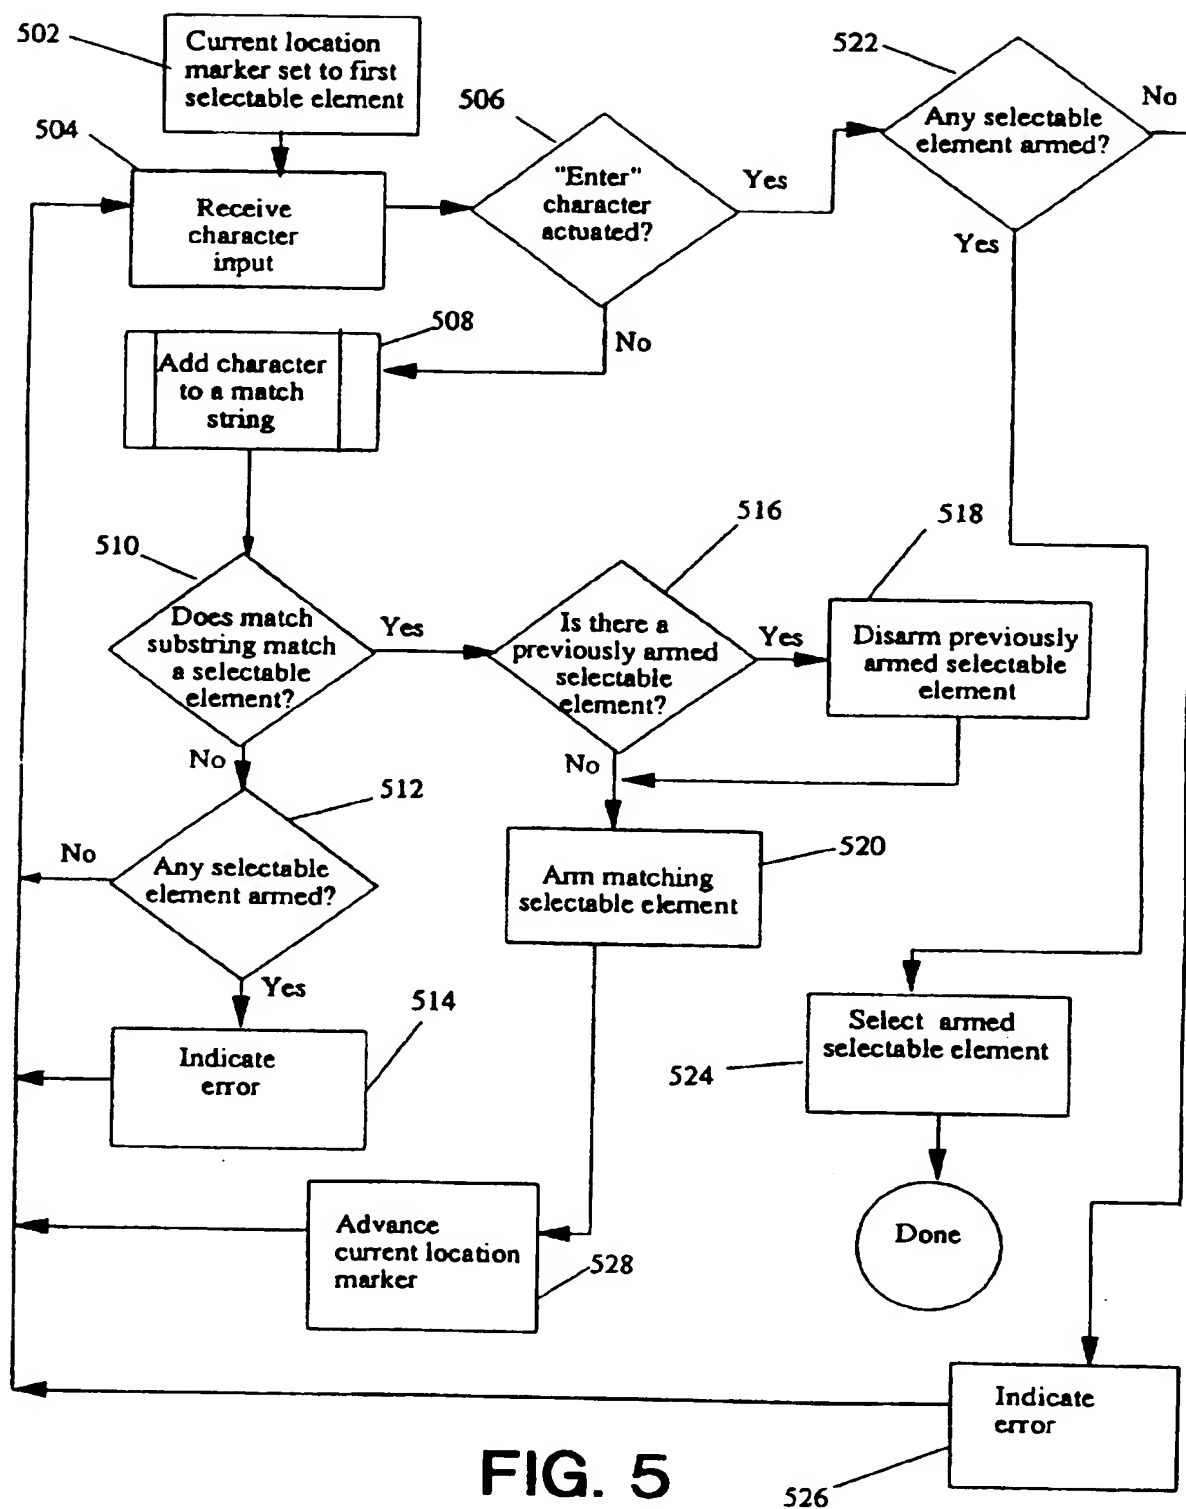 502
Current location
marker set to first
selectable element
504
Receive
character
input
506
"Enter"
character
actuated?
Yes
No
522
Any selectable
element armed?
No
Yes
508
Add character
to a match
string
510
Does match
substring match
a selectable
element?
Yes
No
516
Is there a
previously armed
selectable
element?
Yes
No
518
Disarm previously
armed selectable
element
512
Any selectable
element armed?
No
Yes
520
Arm matching
selectable element
514
Indicate
error
524
Select armed
selectable element
Done
Advance
current location
marker
528
Indicate
error
526
FIG. 5